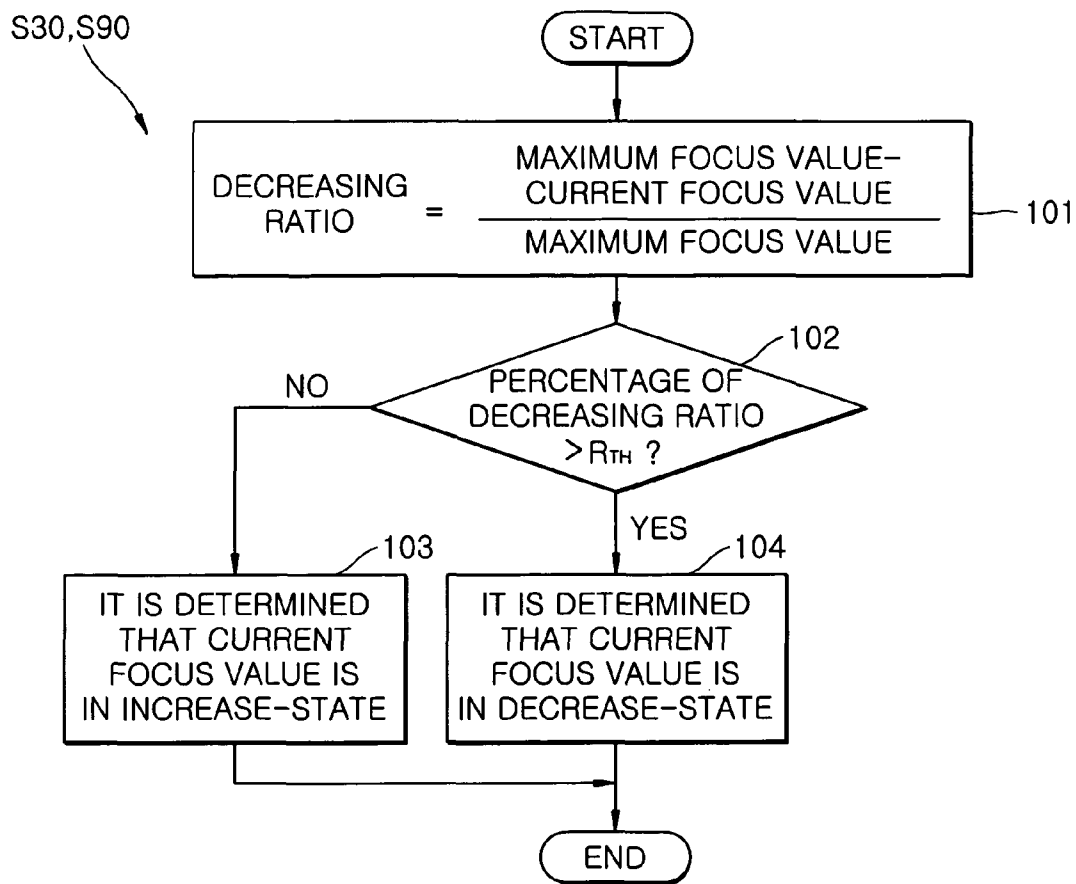 S30,S90
START
MAXIMUM FOCUS VALUE-
CURRENT FOCUS VALUE
DECREASING
RATIO
=
MAXIMUM FOCUS VALUE
101
102
PERCENTAGE OF
DECREASING RATIO
>RTH ?
NO
YES
103
IT IS DETERMINED
THAT CURRENT
FOCUS VALUE IS
IN INCREASE-STATE
104
IT IS DETERMINED
THAT CURRENT
FOCUS VALUE IS
IN DECREASE-STATE
END